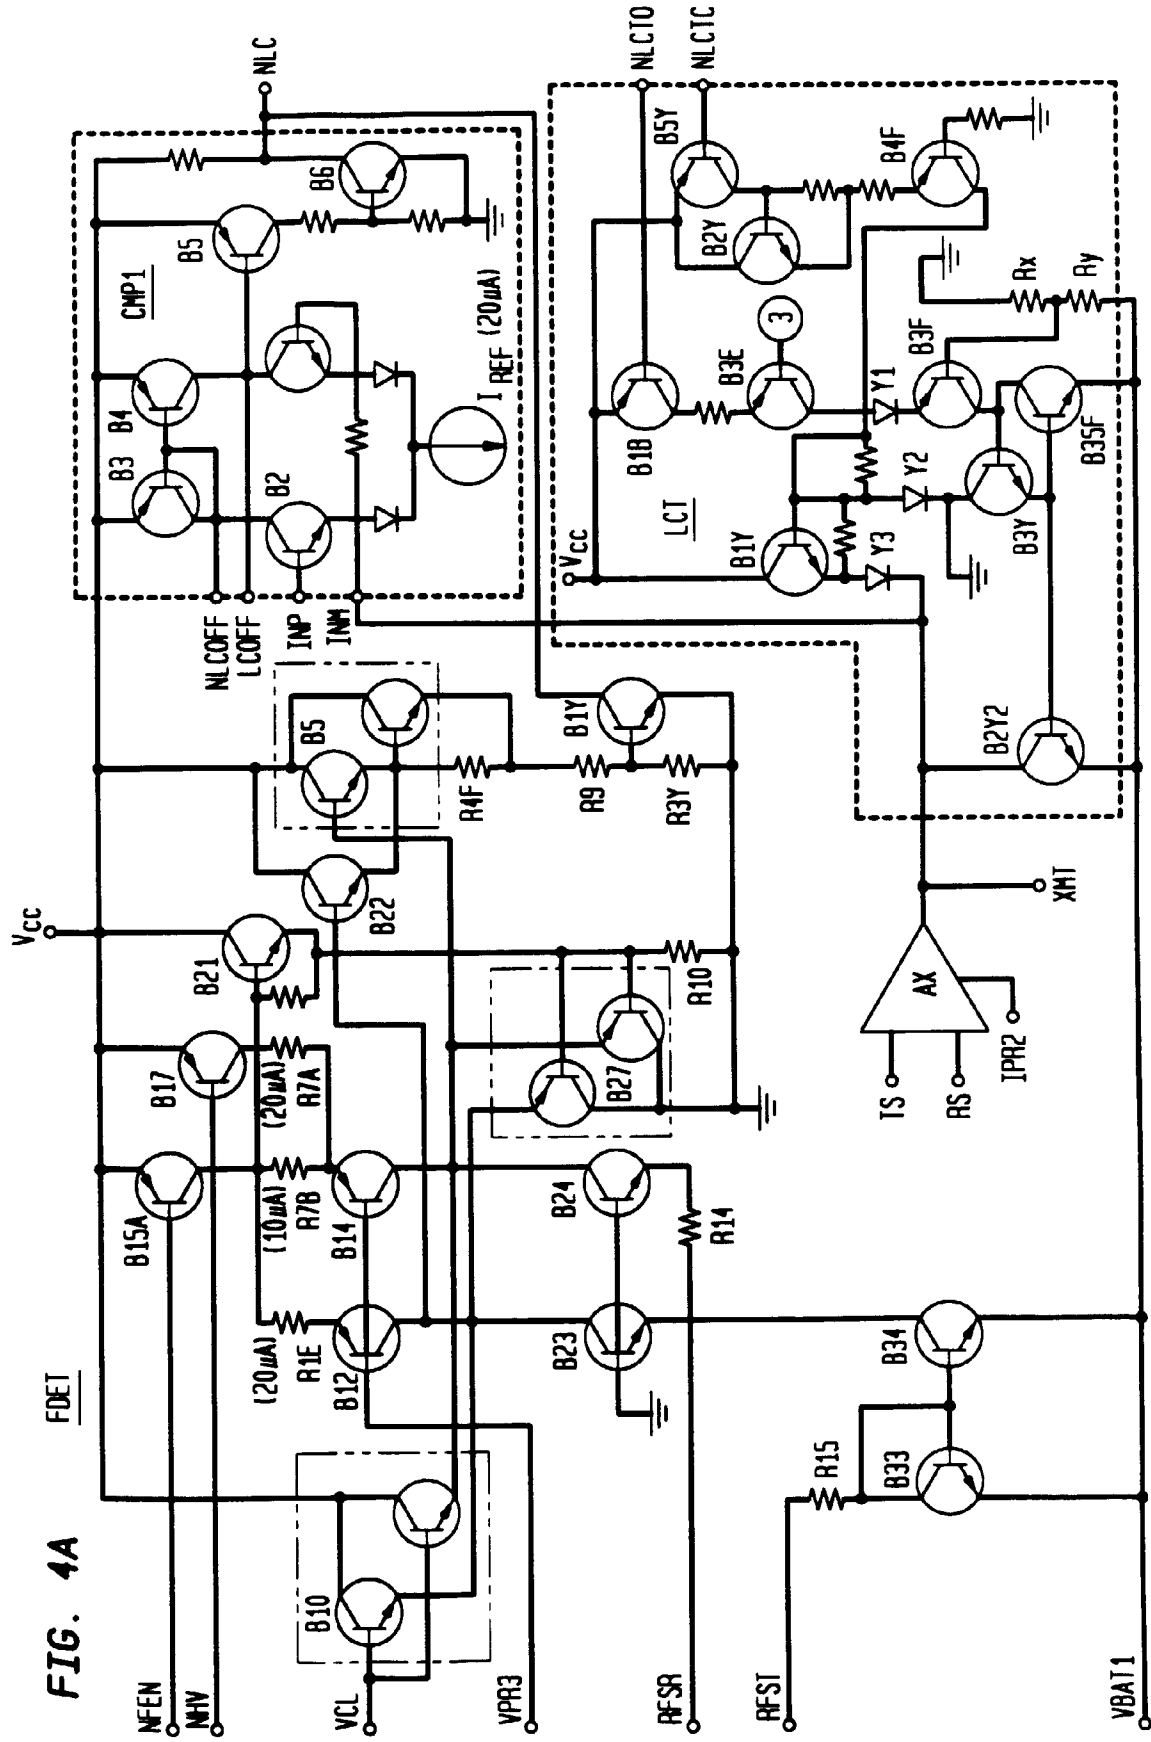 FIG. 4A
FDET
NFEN
NHV
VCL
VPR3
RFSR
RFST
VBAT1
B10
B15A
B17
B21
VCC
(20µA)
R1E
(10µA)
R7B
(20µA)
R7A
B12
B14
B22
B5
R4F
R9
R3Y
B1Y
B23
B24
B27
R10
R14
R15
B33
B34
NLCOFF
LCOFF
INP
INM
CMP1
B3
B4
B5
B6
B2
I REF (20µA)
NLC
TS
RS
IPR2
AX
XMT
LCT
VCC
NLCTO
NLCTC
B1B
B5Y
B2Y
B3E
3
B4F
B1Y
Y3
Y2
Y1
B3F
B3Y
B35F
B2Y2
Rx
Ry